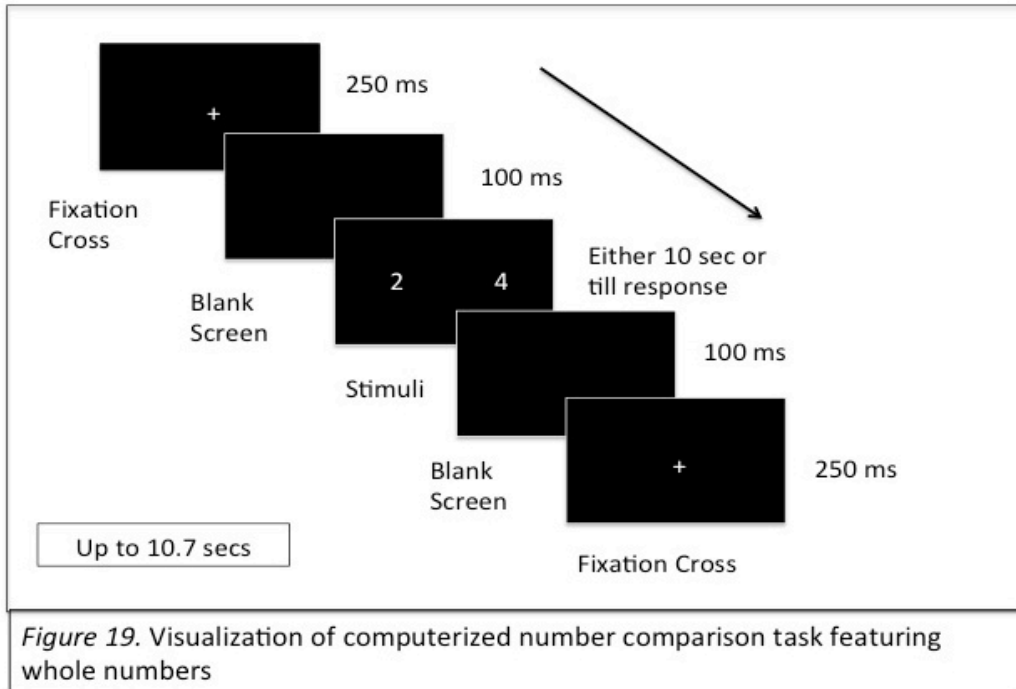 250 ms
+
Fixation
Cross
100 ms
Blank
Screen
2 4
Either 10 sec or
till response
Stimuli
100 ms
Blank
Screen
+
250 ms
Fixation Cross
Up to 10.7 secs
Figure 19. Visualization of computerized number comparison task featuring
whole numbers